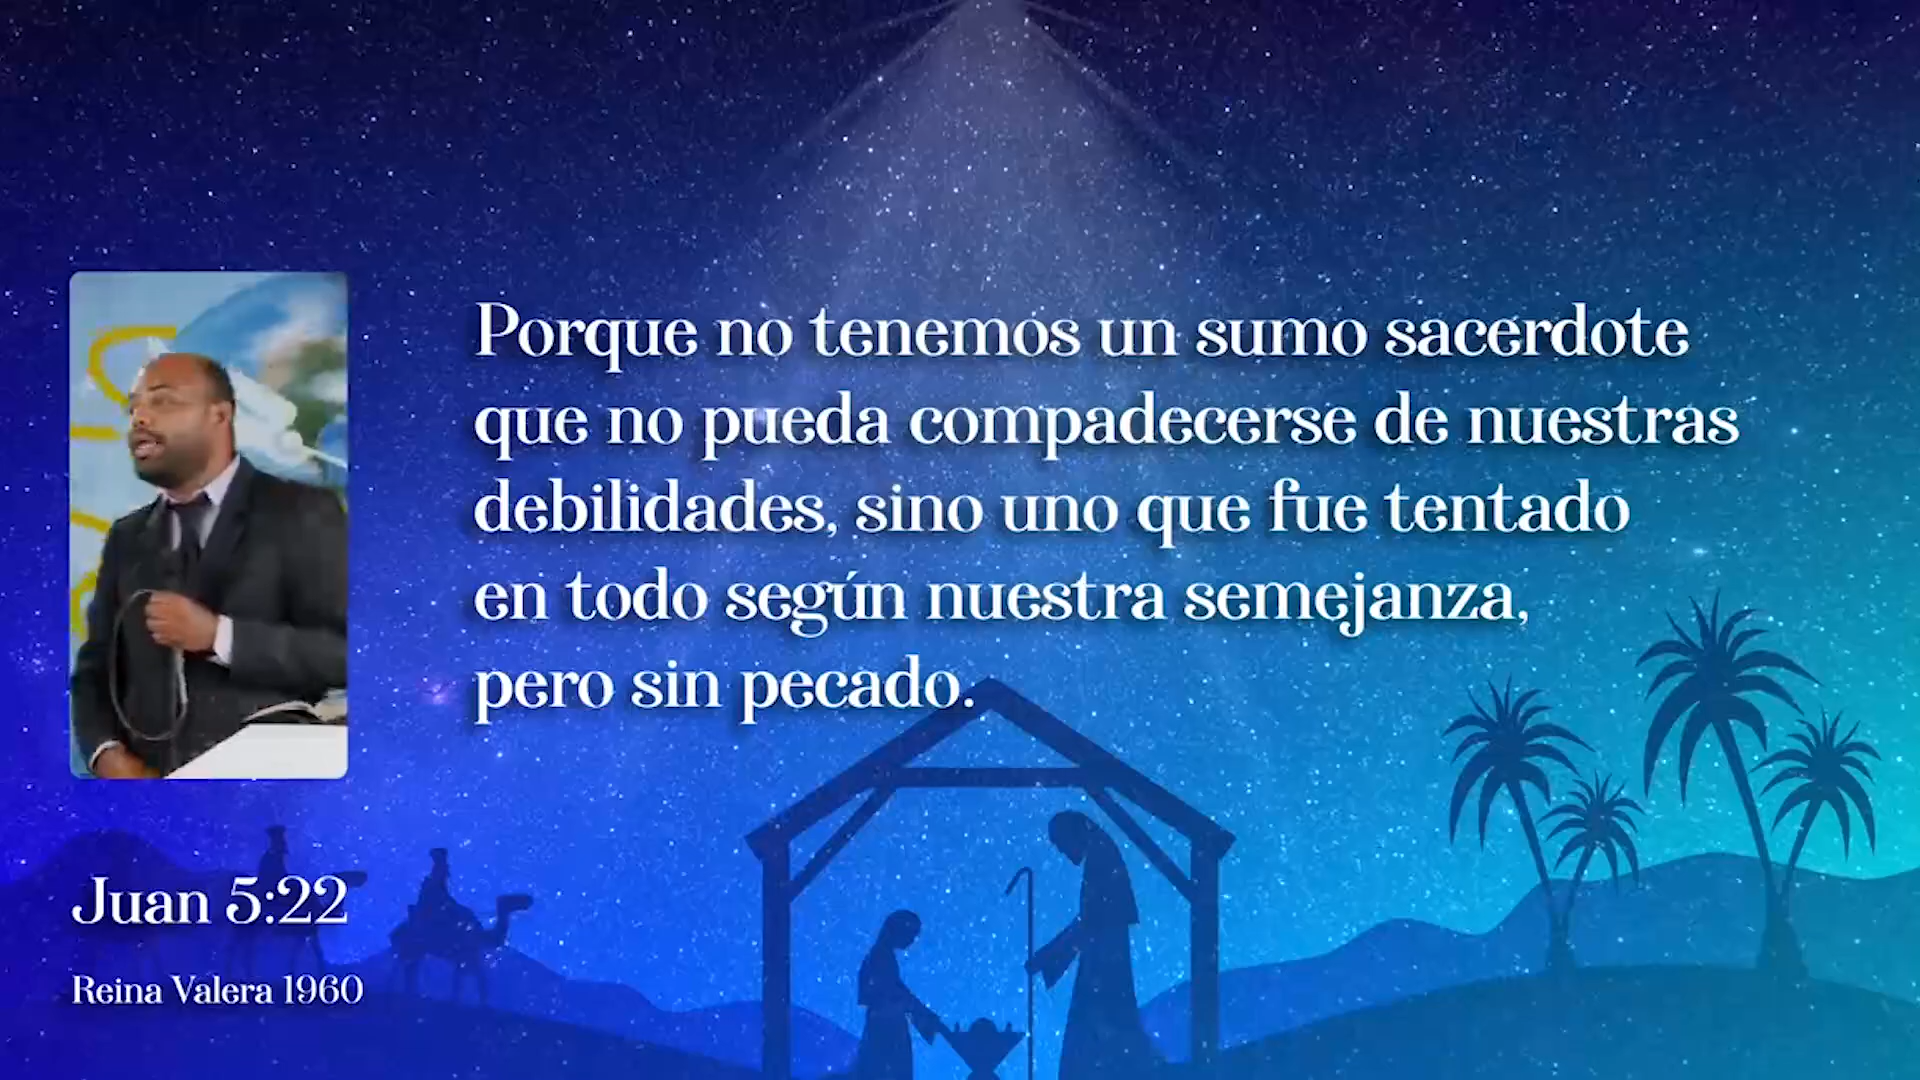 Porque no tenemos un sumo sacerdote
que no pueda compadecerse de nuestras
debilidades, sino uno que fue tentado
en todo según nuestra semejanza,
pero sin pecado.
Juan 5:22
Reina Valera 1960